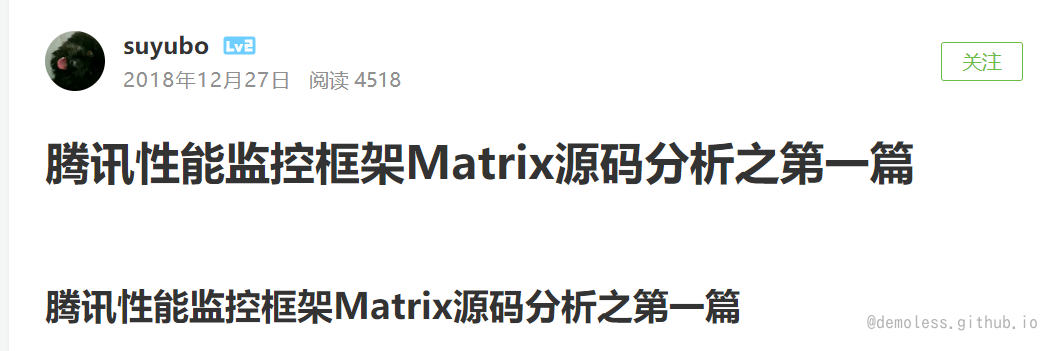 suyubo Lv2
2018年12月27日 阅读 4518
关注
腾讯性能监控框架Matrix源码分析之第一篇
腾讯性能监控框架Matrix源码分析之第一篇
@demoless.github.io